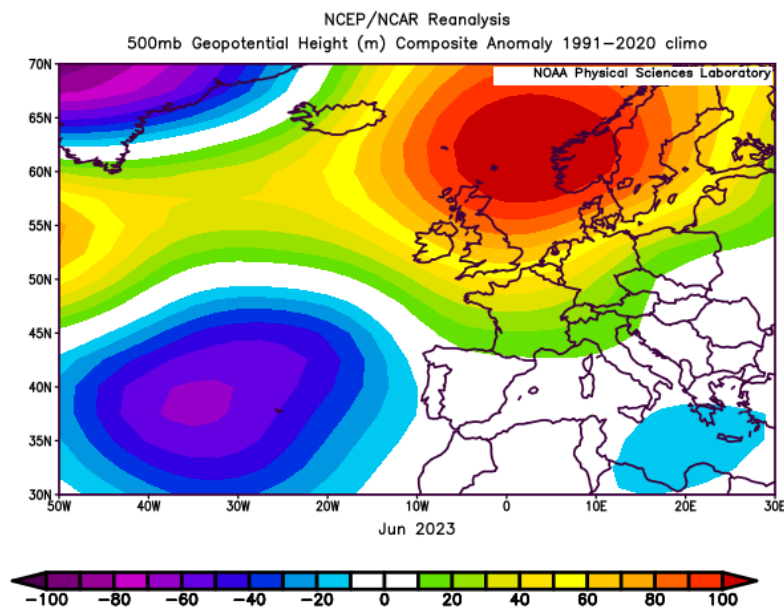 NCEP/NCAR Reanalysis
500mb Geopotential Height (m) Composite Anomaly 1991−2020 climo
NOAA Physical Sciences Laboratory
70N
65N
60N
55N
50N
45N
40N
35N
30N
50W 40W 30W 20W 10W 0 10E 20E 30E
Jun 2023
−100 −80 −60 −40 −20 0 20 40 60 80 100